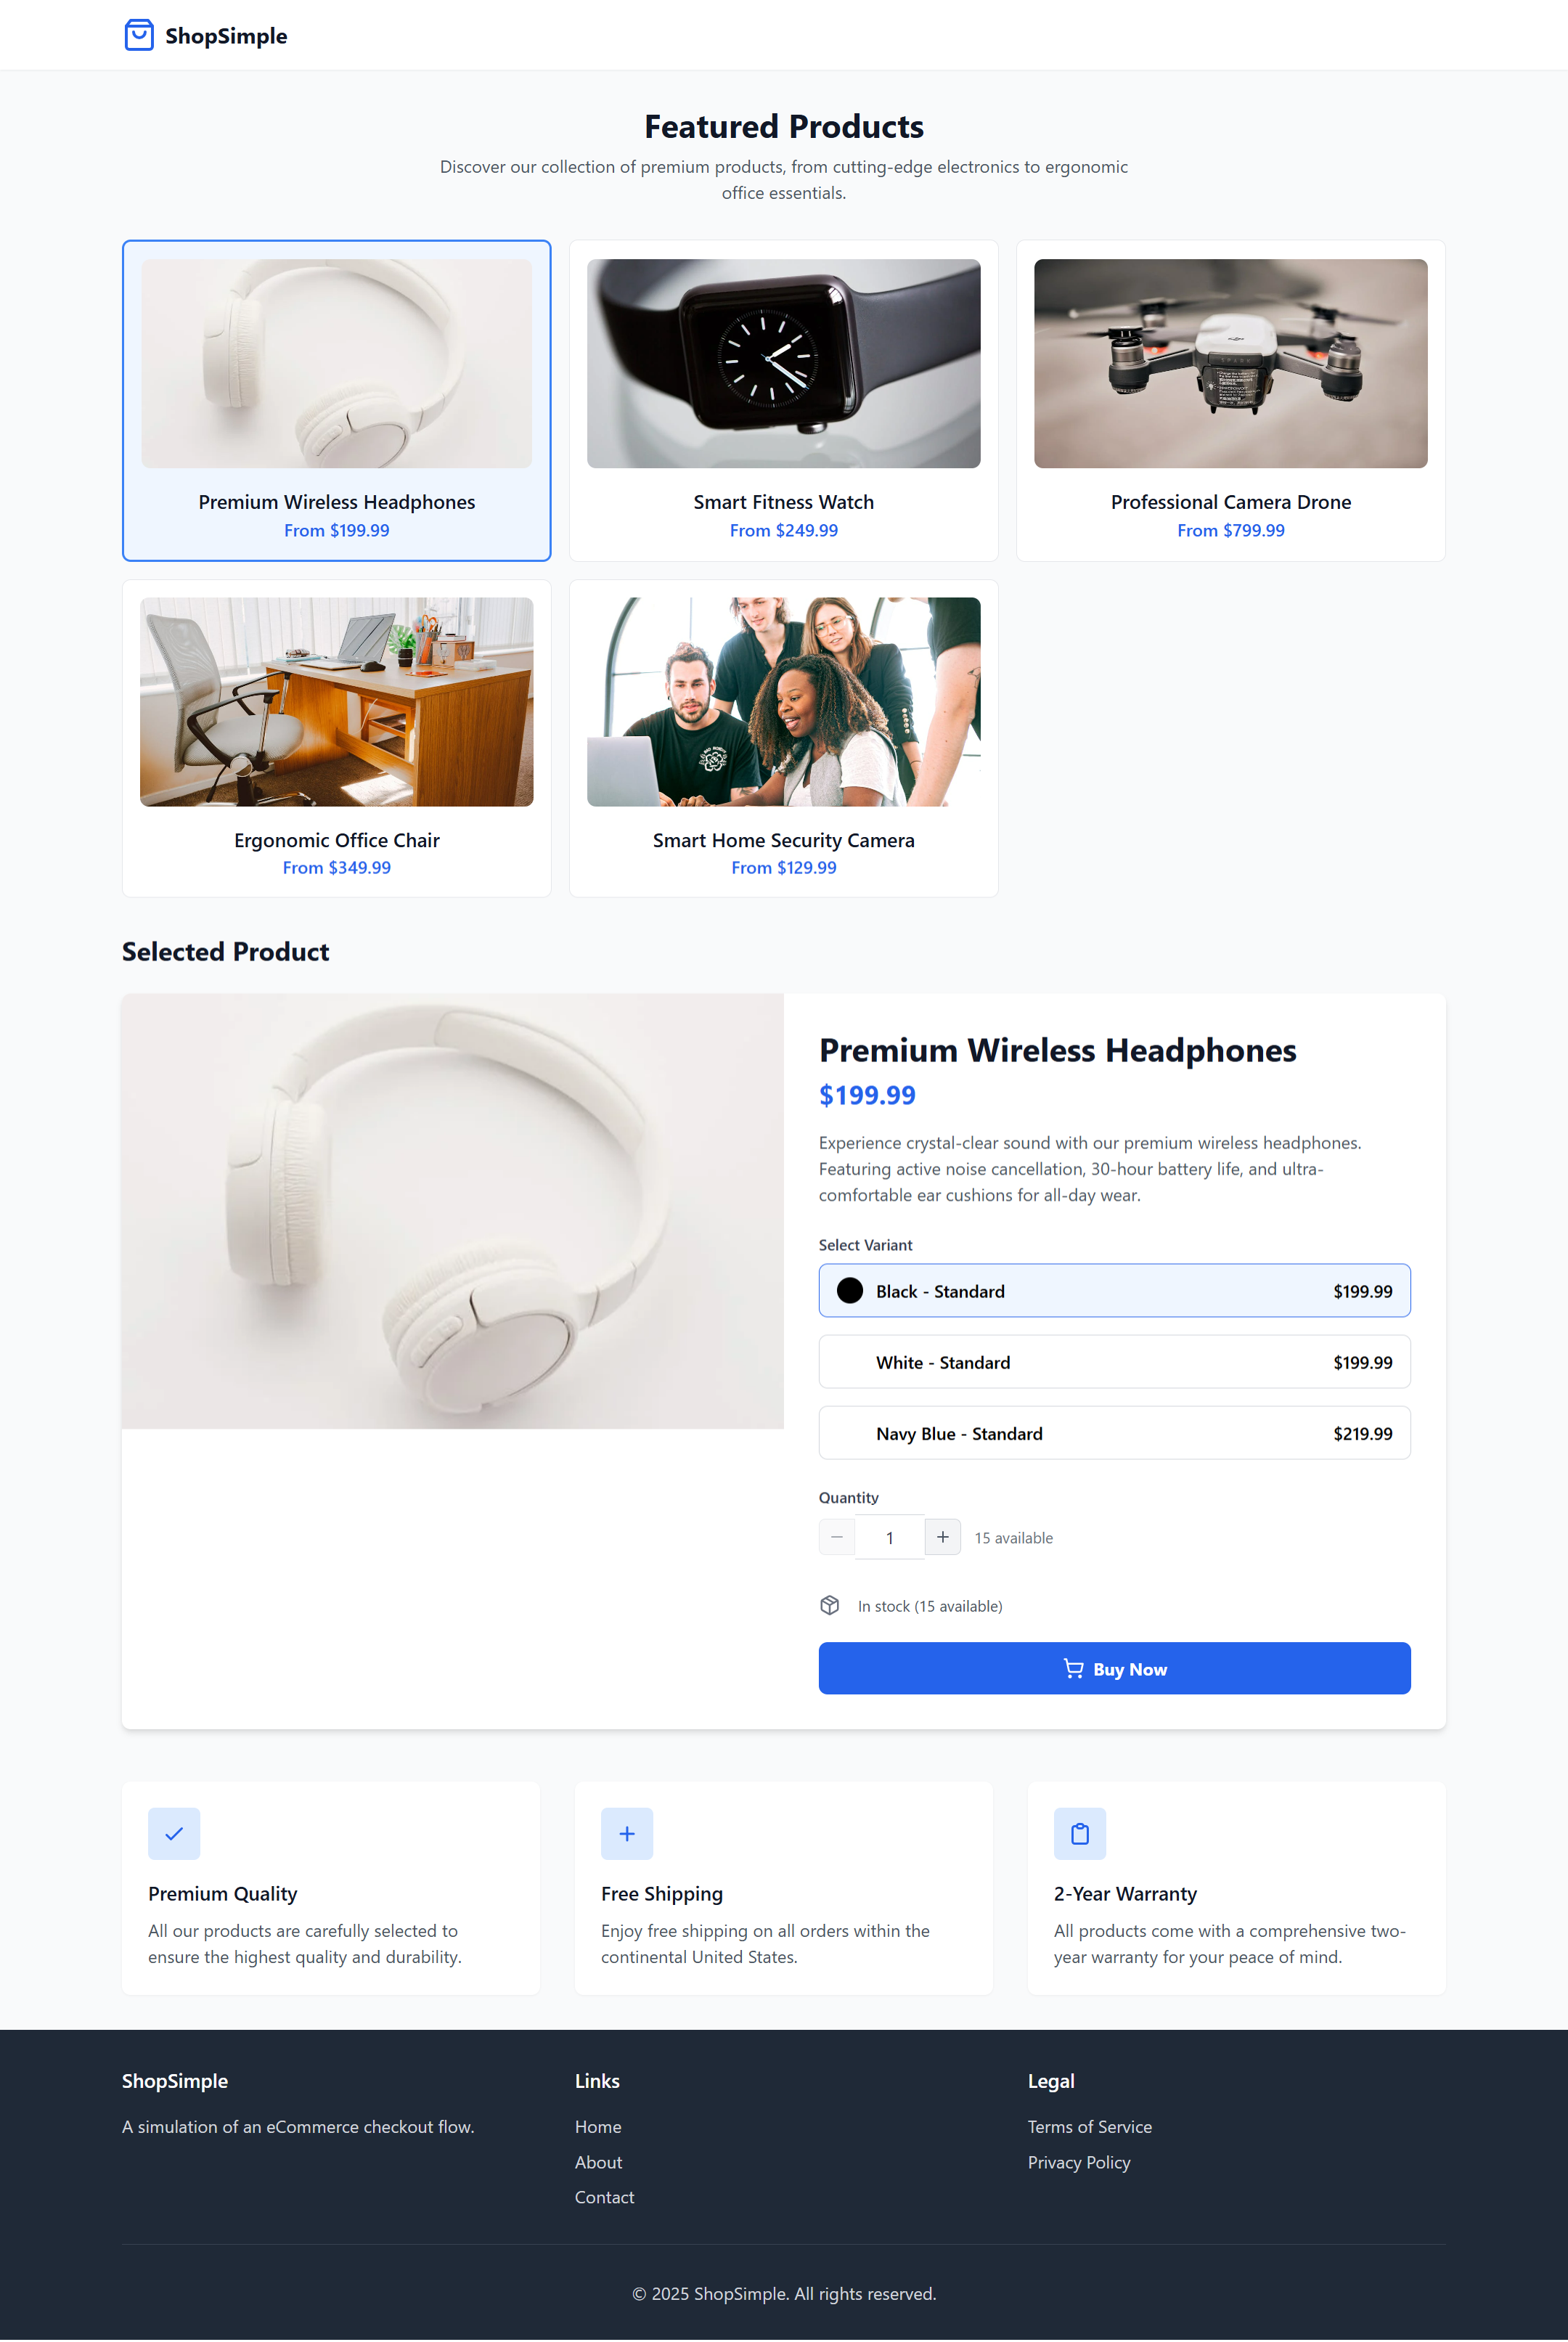 ShopSimple
Featured Products
Discover our collection of premium products, from cutting-edge electronics to ergonomic
office essentials.
Premium Wireless Headphones
From $199.99
Smart Fitness Watch
From $249.99
Professional Camera Drone
From $799.99
Ergonomic Office Chair
From $349.99
Smart Home Security Camera
From $129.99
Selected Product
Premium Wireless Headphones
$199.99
Experience crystal-clear sound with our premium wireless headphones.
Featuring active noise cancellation, 30-hour battery life, and ultra-
comfortable ear cushions for all-day wear.
Select Variant
Black - Standard $199.99
White - Standard $199.99
Navy Blue - Standard $219.99
Quantity
1 15 available
In stock (15 available)
Buy Now
Premium Quality
All our products are carefully selected to
ensure the highest quality and durability.
Free Shipping
Enjoy free shipping on all orders within the
continental United States.
2-Year Warranty
All products come with a comprehensive two-
year warranty for your peace of mind.
ShopSimple
A simulation of an eCommerce checkout flow.
Links
Home
About
Contact
Legal
Terms of Service
Privacy Policy
© 2025 ShopSimple. All rights reserved.